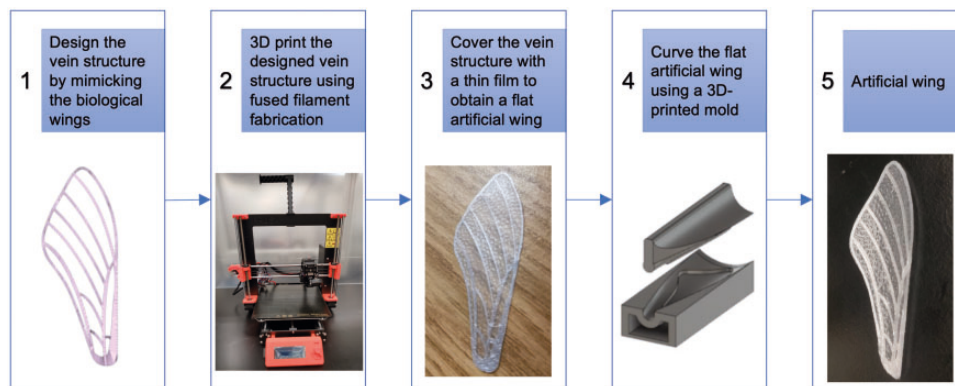 1
Design the
vein structure
by mimicking
the biological
wings
2
3D print the
designed vein
structure using
fused filament
fabrication
3
Cover the vein
structure with
a thin film to
obtain a flat
artificial wing
4
Curve the flat
artificial wing
using a 3D-
printed mold
5
Artificial wing